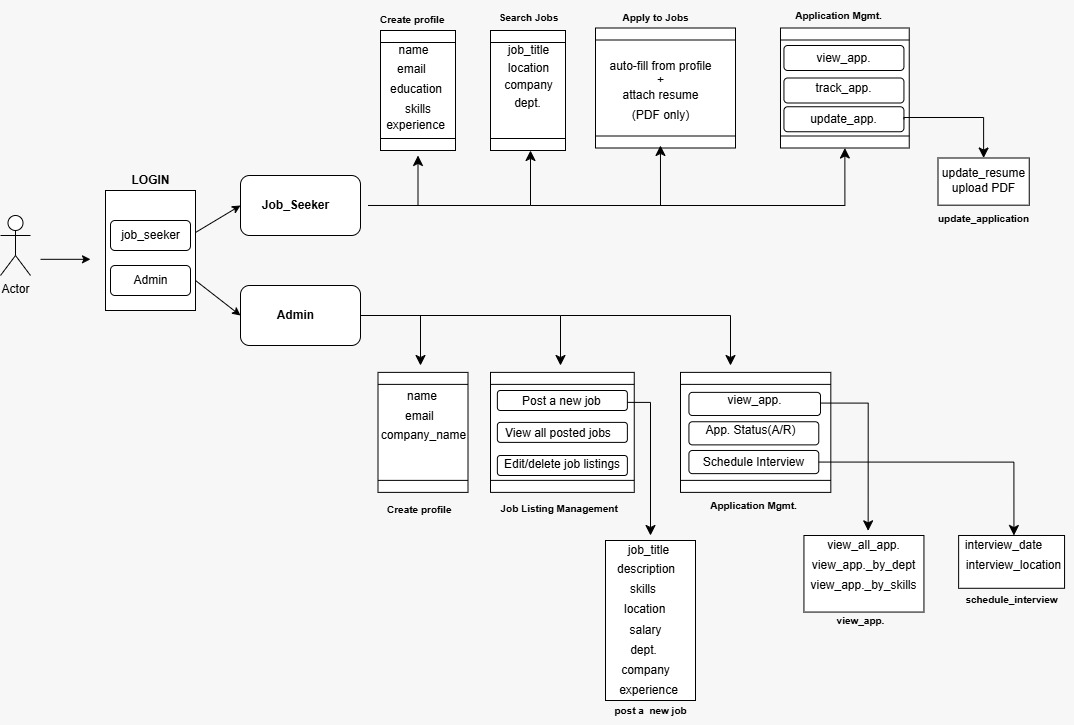 Create profile
name
email
education
skills
experience
Search Jobs
job_title
location
company
dept.
Apply to Jobs
auto-fill from profile
+
attach resume
(PDF only)
Application Mgmt.
view_app.
track_app.
update_app.
update_resume
upload PDF
update_application
LOGIN
job_seeker
Admin
Actor
Job_Seeker
Admin
name
email
company_name
Create profile
Post a new job
View all posted jobs
Edit/delete job listings
Job Listing Management
view_app.
App. Status(A/R)
Schedule Interview
Application Mgmt.
job_title
description
skills
location
salary
dept.
company
experience
post a new job
view_all_app.
view_app._by_dept
view_app._by_skills
view_app.
interview_date
interview_location
schedule_interview